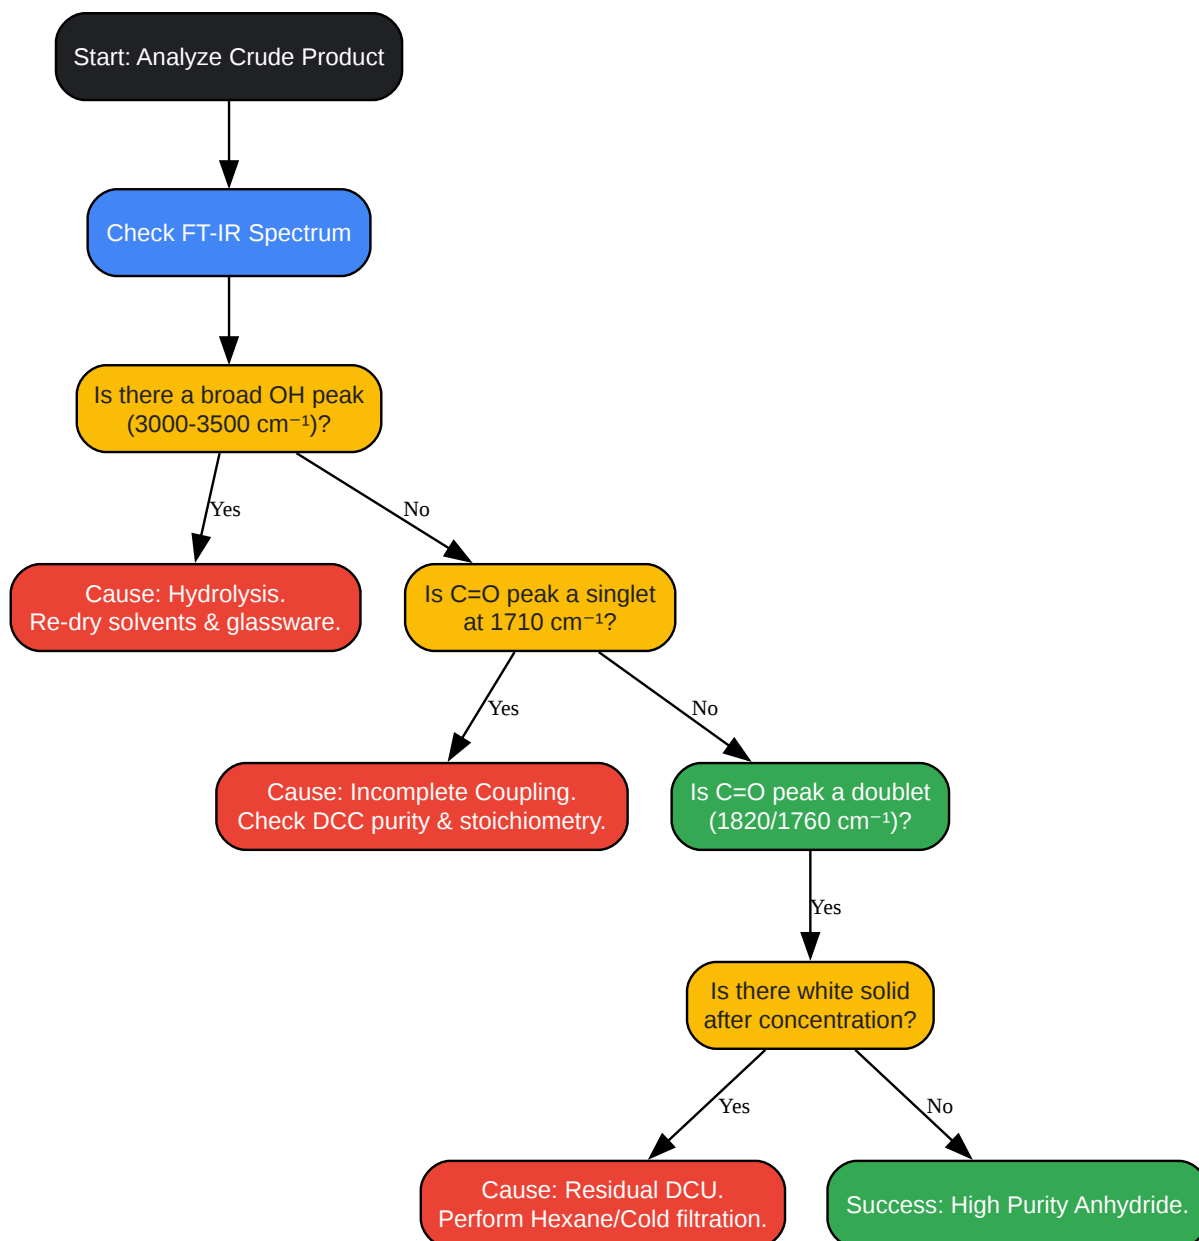 Start: Analyze Crude Product
Check FT-IR Spectrum
Is there a broad OH peak
(3000-3500 cm⁻¹)?
Yes
No
Cause: Hydrolysis.
Re-dry solvents & glassware.
Is C=O peak a singlet
at 1710 cm⁻¹?
Yes
No
Cause: Incomplete Coupling.
Check DCC purity & stoichiometry.
Is C=O peak a doublet
(1820/1760 cm⁻¹)?
Yes
Is there white solid
after concentration?
Yes
No
Cause: Residual DCU.
Perform Hexane/Cold filtration.
Success: High Purity Anhydride.